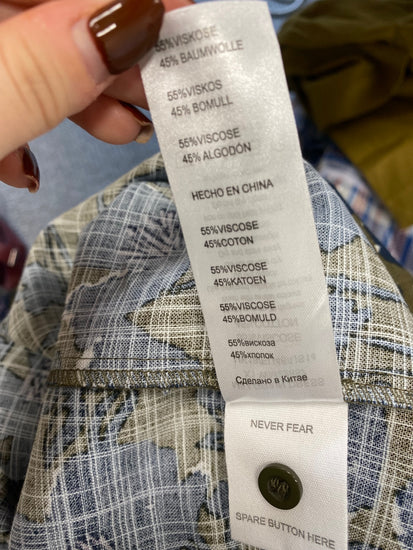 55%VISKOSE
45% BAUMWOLLE
55%VISKOS
45% BOMULL
55%VISCOSE
45% ALGODÓN
HECHO EN CHINA
55%VISCOSE
45%COTON
55%VISCOSE
45%KATOEN
55%VISCOSE
45%BOMULD
55%вискоза
45%хлопок
Сделано в Китае
NEVER FEAR
SPARE BUTTON HERE